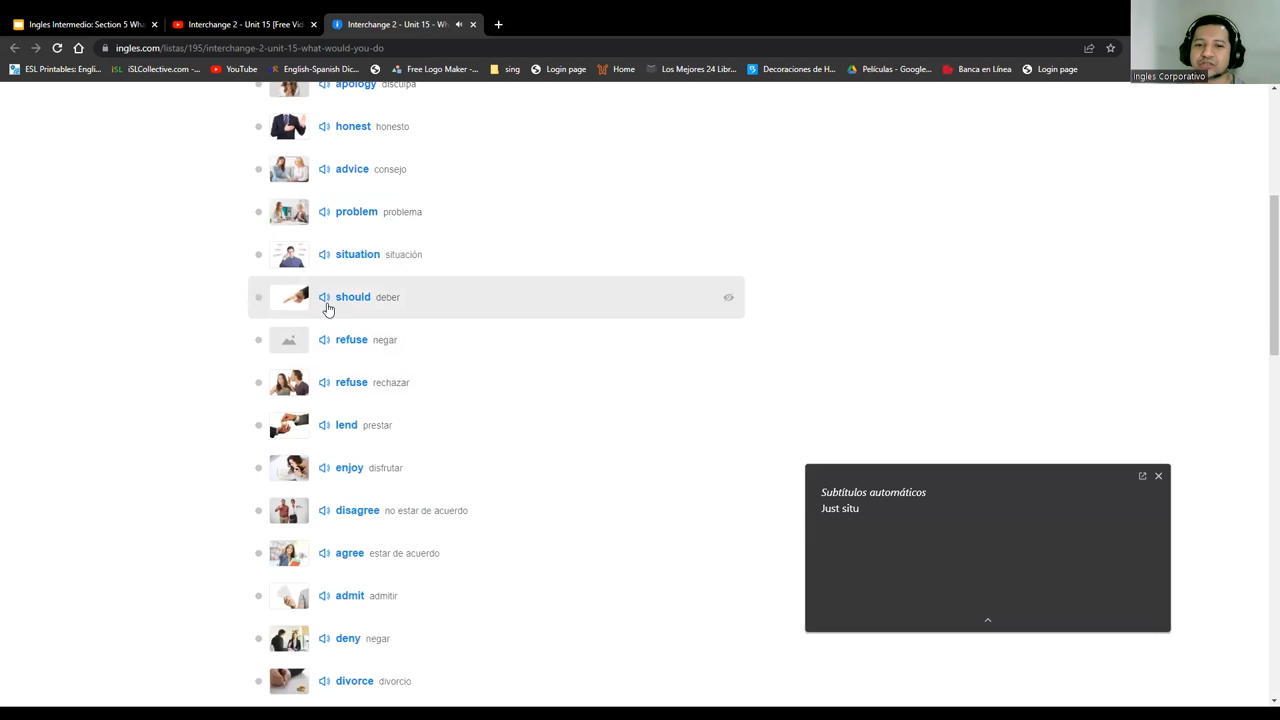 Ingles Intermedio: Section 5 Wha
Interchange 2 - Unit 15 [Free Vid
Interchange 2 - Unit 15 - Wh
ingles.com/listas/195/interchange-2-unit-15-what-would-you-do
ESL Printables: Engli...
iSLCollective.com -...
YouTube
English-Spanish Dic...
Free Logo Maker -...
sing
Login page
Home
Los Mejores 24 Libr...
Decoraciones de H...
Películas - Google...
Banca en Línea
Login page
Ingles Corporativo
apology disculpa
honest honesto
advice consejo
problem problema
situation situación
should deber
refuse negar
refuse rechazar
lend prestar
enjoy disfrutar
disagree no estar de acuerdo
agree estar de acuerdo
admit admitir
deny negar
divorce divorcio
Subtítulos automáticos
Just situ